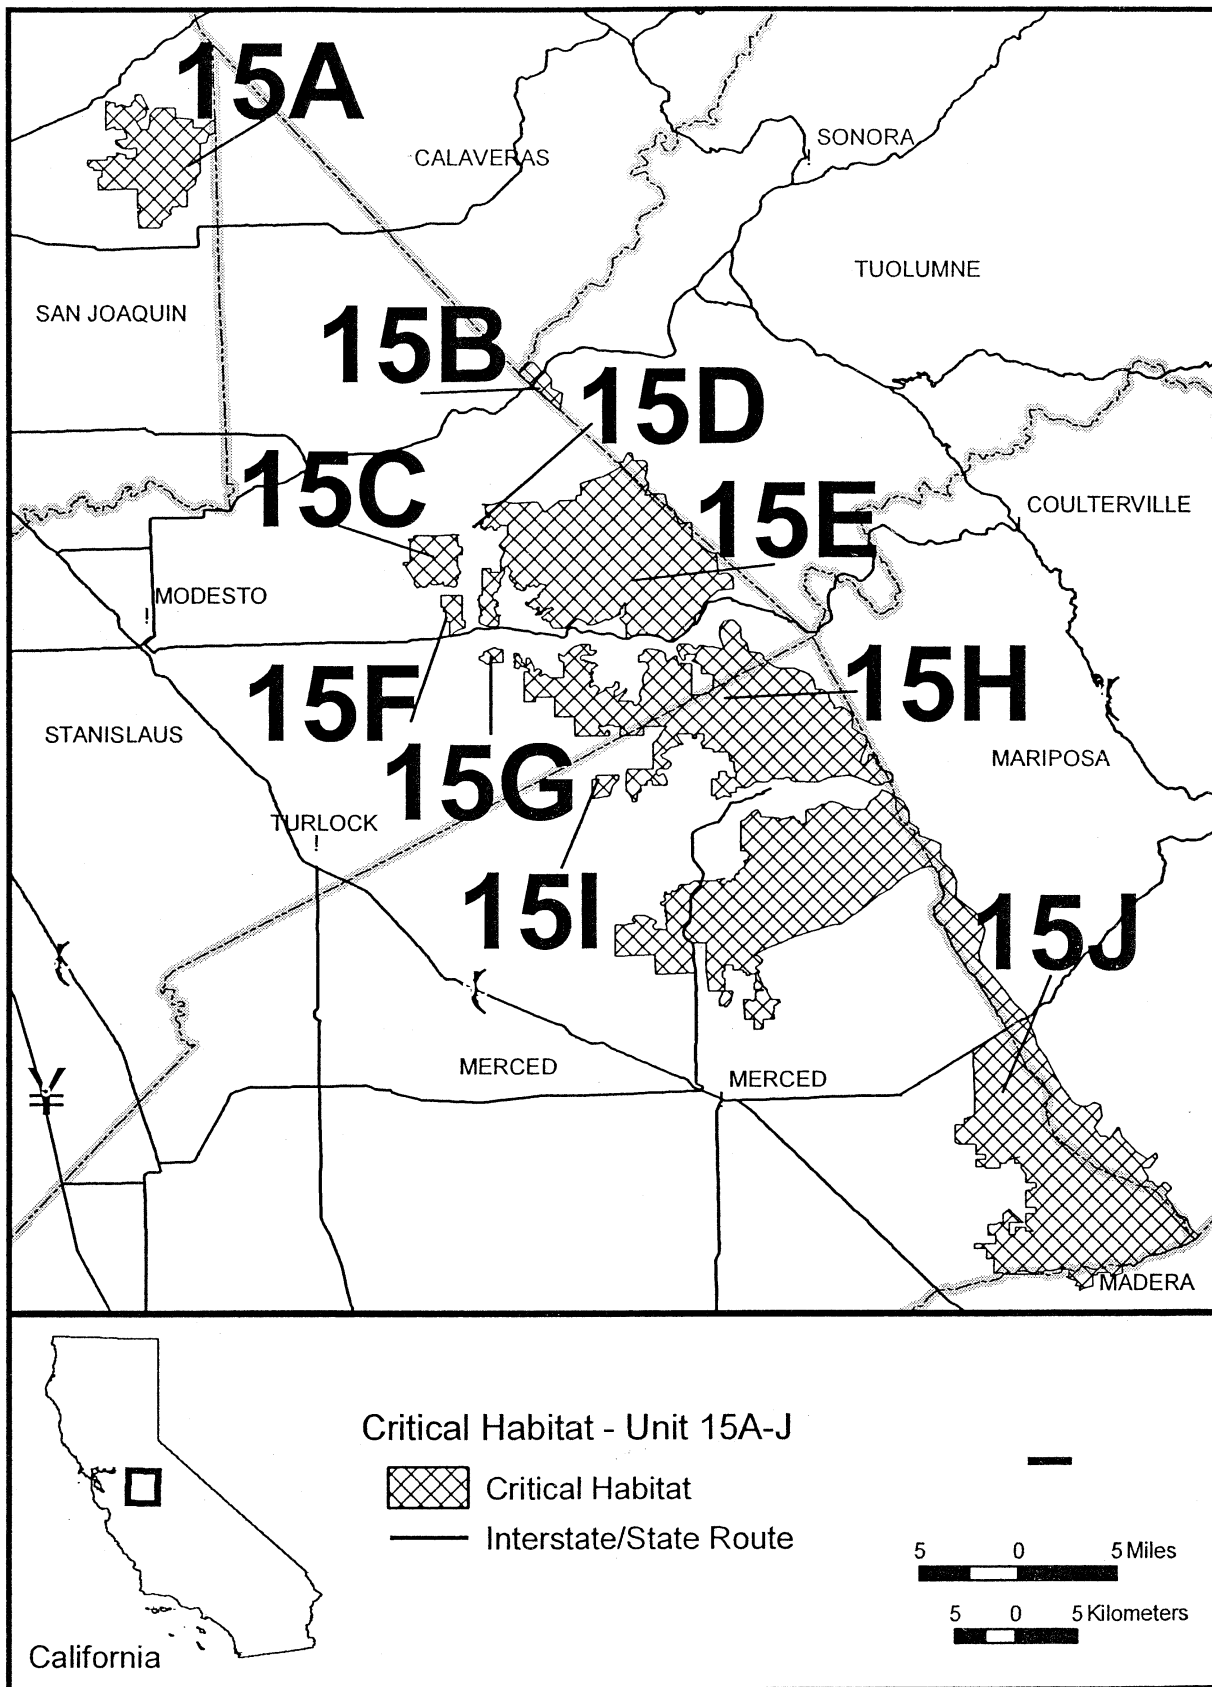 15A
CALAVERAS
SONORA
TUOLUMNE
SAN JOAQUIN
15B
15D
15C
15E
COULTERVILLE
MODESTO
15F
15H
STANISLAUS
15G
MARIPOSA
TURLOCK
15I
15J
MERCED
MERCED
MADERA
Critical Habitat - Unit 15A-J
Critical Habitat
Interstate/State Route
5 0 5 Miles
5 0 5 Kilometers
California